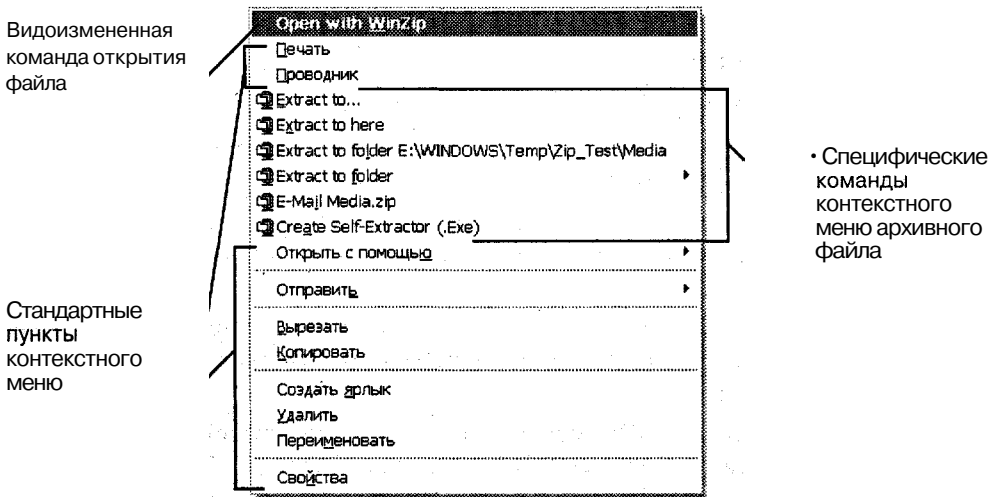 Видоизмененная
команда открытия
файла
Open with WinZip
Печать
Проводник
Extract to...
Extract to here
Extract to folder E:\WINDOWS\Temp\Zip_Test\Media
Extract to folder
E-Mail Media.zip
Create Self-Extractor (.Exe)
Открыть с помощью
Отправить
Вырезать
Копировать
Создать ярлык
Удалить
Переименовать
Свойства
· Специфические
команды
контекстного
меню архивного
файла
Стандартные
пункты
контекстного
меню